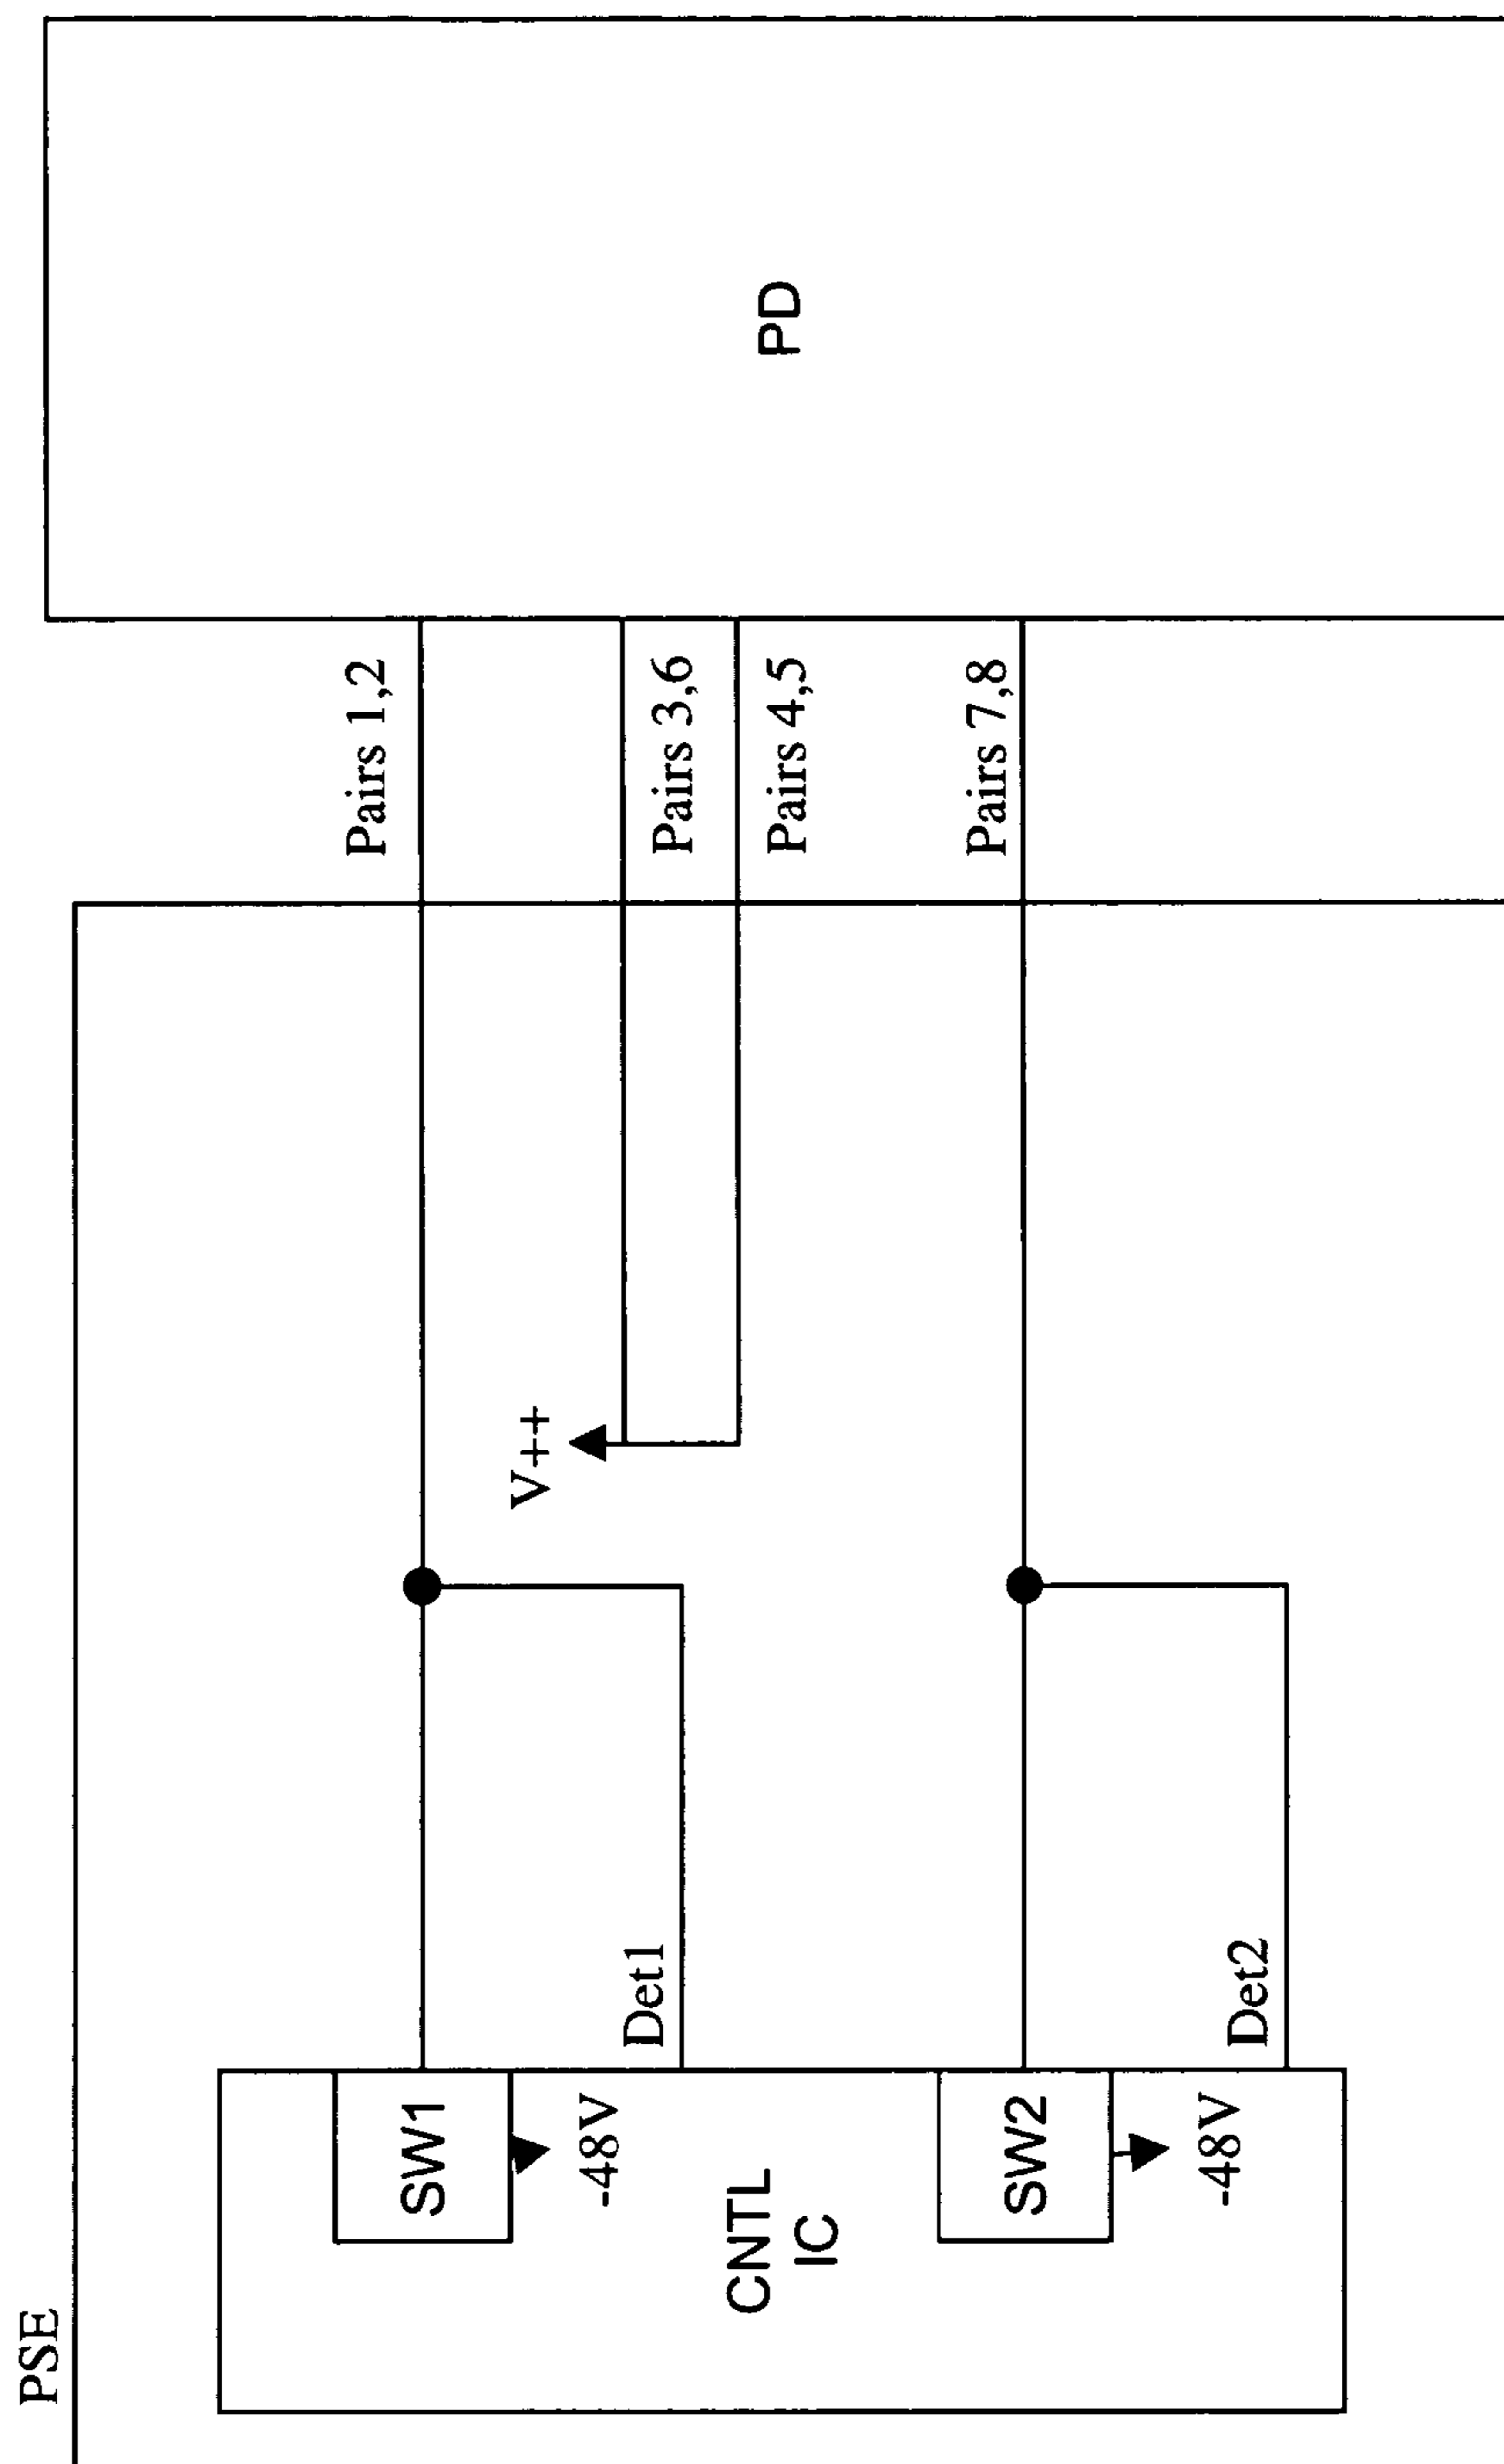 PSE
CNTL
IC
SW1
-48V
Det1
SW2
-48V
Det2
V++
Pairs 1,2
Pairs 3,6
Pairs 4,5
Pairs 7,8
PD